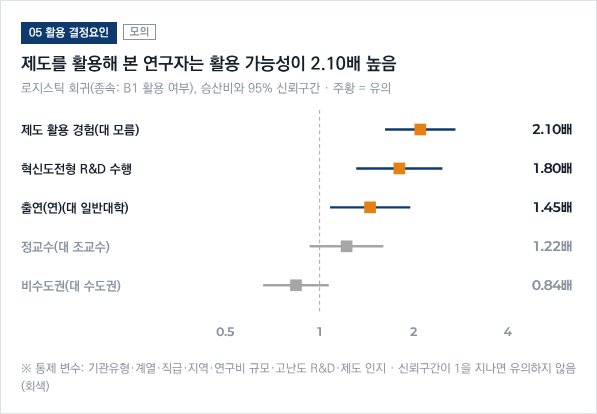 05 활용 결정요인 모의
제도를 활용해 본 연구자는 활용 가능성이 2.10배 높음
로지스틱 회귀(종속: B1 활용 여부), 승산비와 95% 신뢰구간 · 주황 = 유의
제도 활용 경험(대 모름) 2.10배
혁신도전형 R&D 수행 1.80배
출연(연)(대 일반대학) 1.45배
정교수(대 조교수) 1.22배
비수도권(대 수도권) 0.84배
0.5 1 2 4
※ 통제 변수: 기관유형·계열·직급·지역·연구비 규모·고난도 R&D·제도 인지 · 신뢰구간이 1을 지나면 유의하지 않음
(회색)